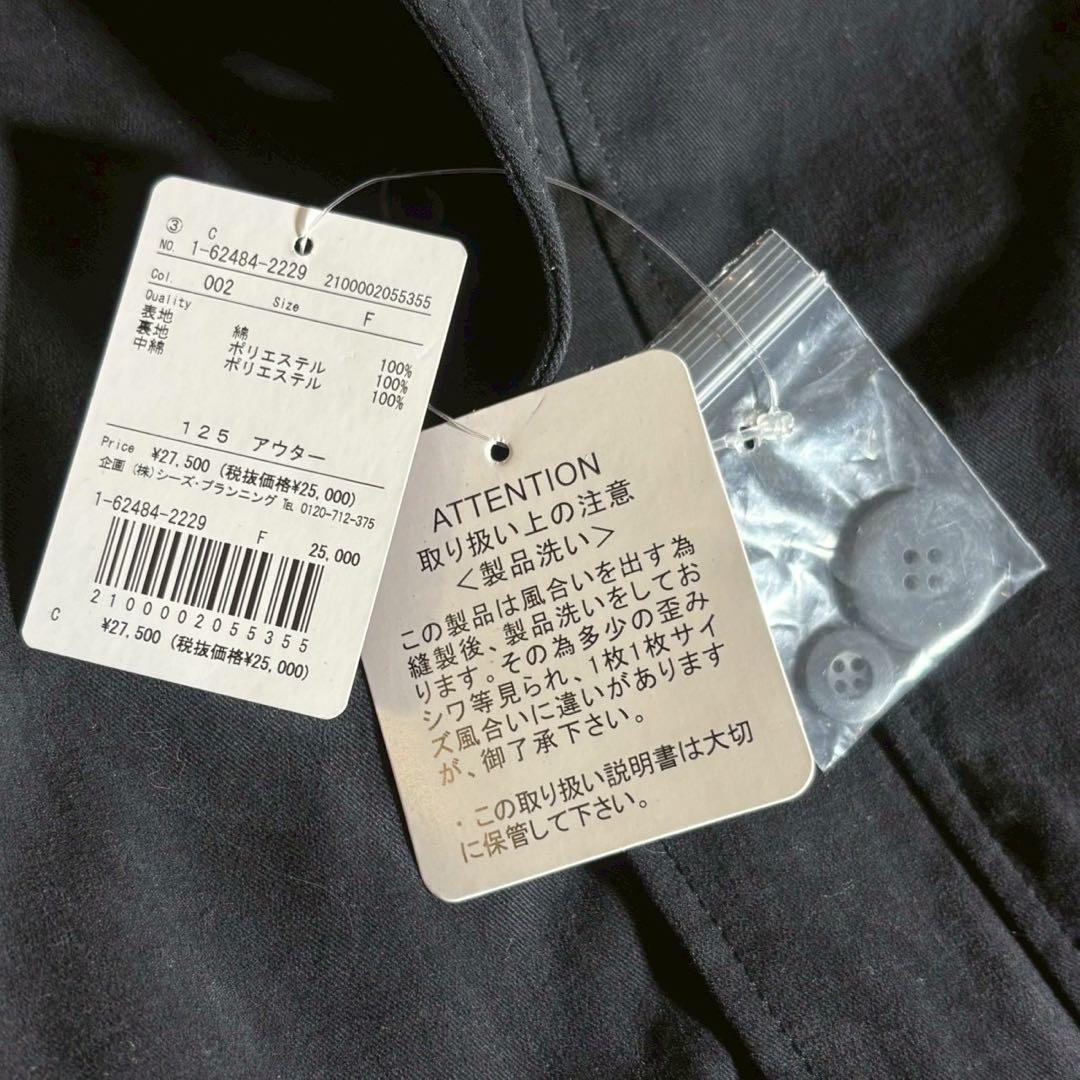 ③ C
NO. 1-62484-2229 2100002055355
Col. 002 Size F
Quality
表地 綿 100%
裏地 ポリエステル 100%
中綿 ポリエステル 100%
125 アウター
Price ¥27,500 (税抜価格¥25,000)
企画 (株)シーズ・プランニング ℡ 0120-712-375
1-62484-2229 F 25,000
2100002055355
C ¥27,500 (税抜価格¥25,000)
ATTENTION
取り扱い上の注意
<製品洗い>
この製品は風合いを出す為
縫製後、製品洗いをしてお
ります。その為多少の歪み
シワ等見られ、1枚1枚サイ
ズ風合いに違いがあります
が、御了承下さい。
・この取り扱い説明書は大切
に保管して下さい。